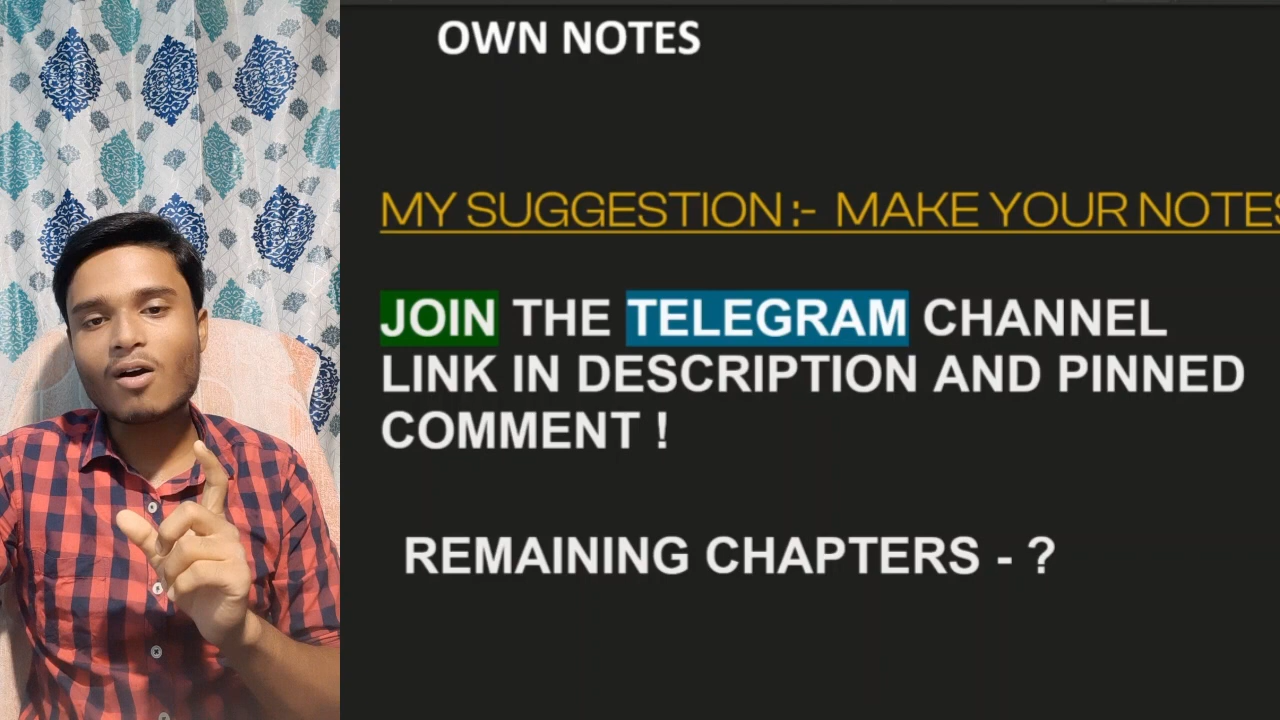 OWN NOTES
MY SUGGESTION :- MAKE YOUR NOTES
JOIN THE TELEGRAM CHANNEL
LINK IN DESCRIPTION AND PINNED
COMMENT !
REMAINING CHAPTERS - ?